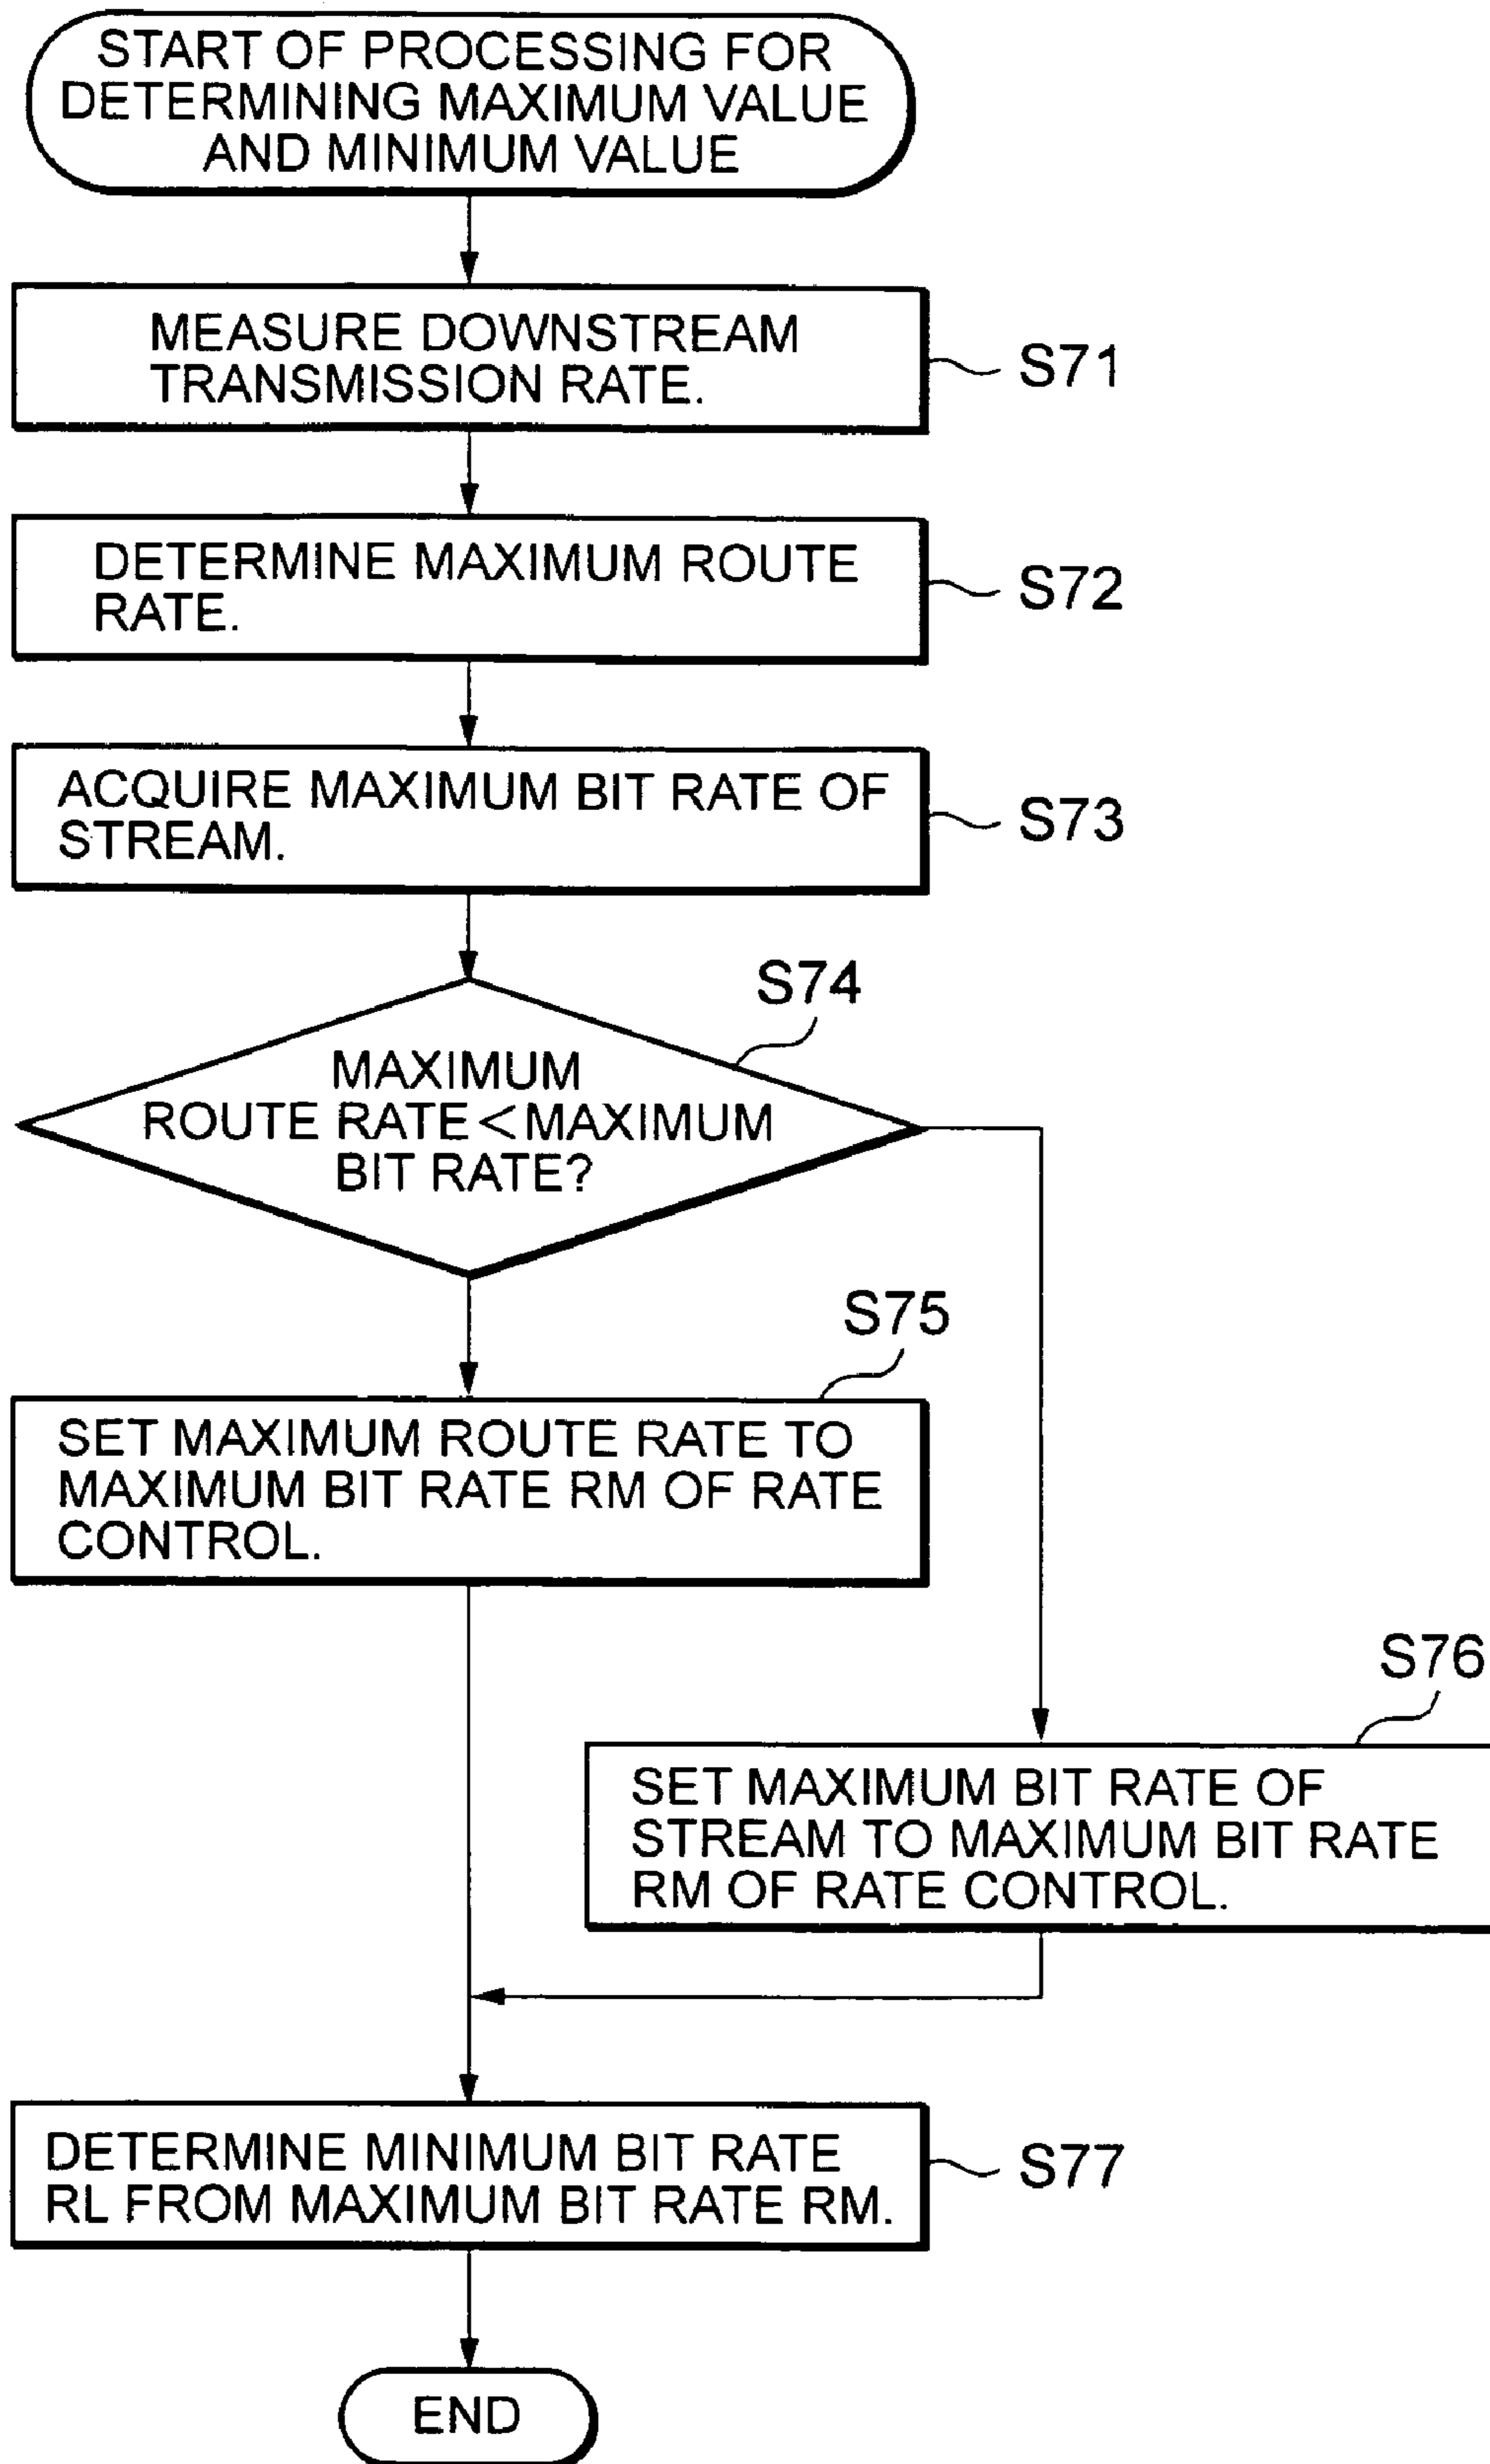 START OF PROCESSING FOR
DETERMINING MAXIMUM VALUE
AND MINIMUM VALUE
MEASURE DOWNSTREAM
TRANSMISSION RATE.
S71
DETERMINE MAXIMUM ROUTE
RATE.
S72
ACQUIRE MAXIMUM BIT RATE OF
STREAM.
S73
S74
MAXIMUM
ROUTE RATE<MAXIMUM
BIT RATE?
S75
SET MAXIMUM ROUTE RATE TO
MAXIMUM BIT RATE RM OF RATE
CONTROL.
S76
SET MAXIMUM BIT RATE OF
STREAM TO MAXIMUM BIT RATE
RM OF RATE CONTROL.
DETERMINE MINIMUM BIT RATE
RL FROM MAXIMUM BIT RATE RM.
S77
END